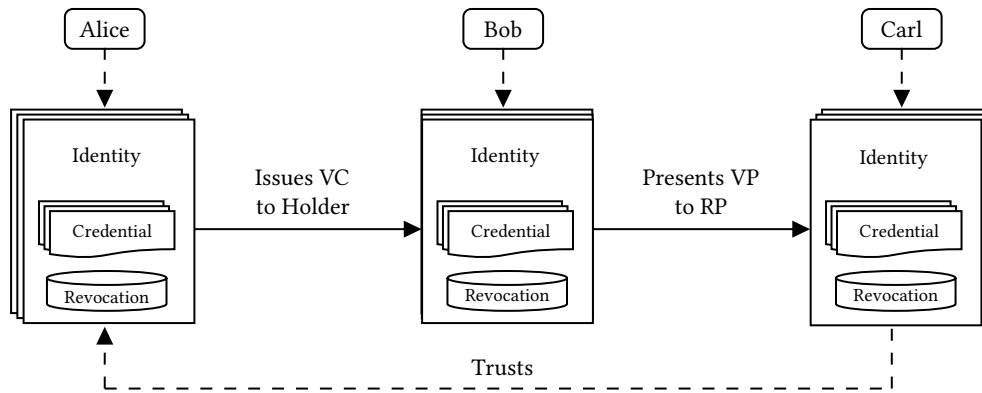 Alice
Bob
Carl
Identity
Identity
Identity
Issues VC
to Holder
Presents VP
to RP
Credential
Credential
Credential
Revocation
Revocation
Revocation
Trusts